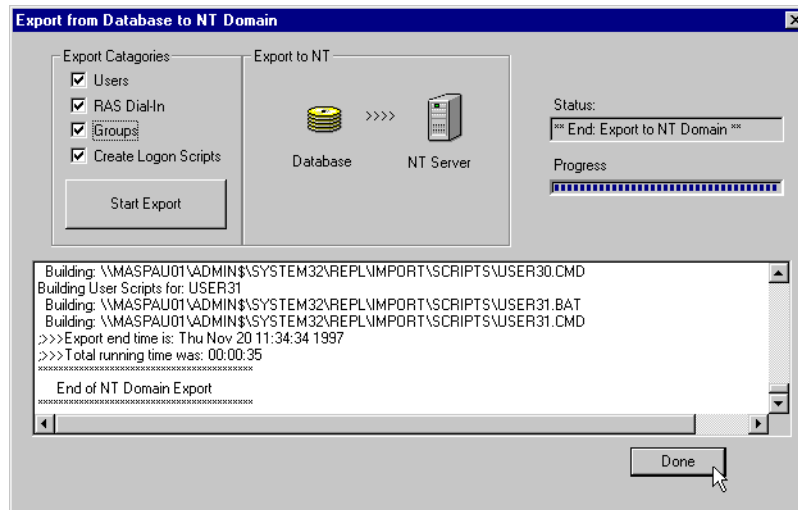 Export from Database to NT Domain
Export Catagories
Users
RAS Dial-In
Groups
Create Logon Scripts
Start Export
Export to NT
>>>>
Database
NT Server
Status:
** End: Export to NT Domain **
Progress
Building: \\MASPAU01\ADMIN$\SYSTEM32\REPL\IMPORT\SCRIPTS\USER30.CMD
Building User Scripts for: USER31
Building: \\MASPAU01\ADMIN$\SYSTEM32\REPL\IMPORT\SCRIPTS\USER31.BAT
Building: \\MASPAU01\ADMIN$\SYSTEM32\REPL\IMPORT\SCRIPTS\USER31.CMD
;>>>Export end time is: Thu Nov 20 11:34:34 1997
;>>>Total running time was: 00:00:35
******************************************
End of NT Domain Export
******************************************
Done